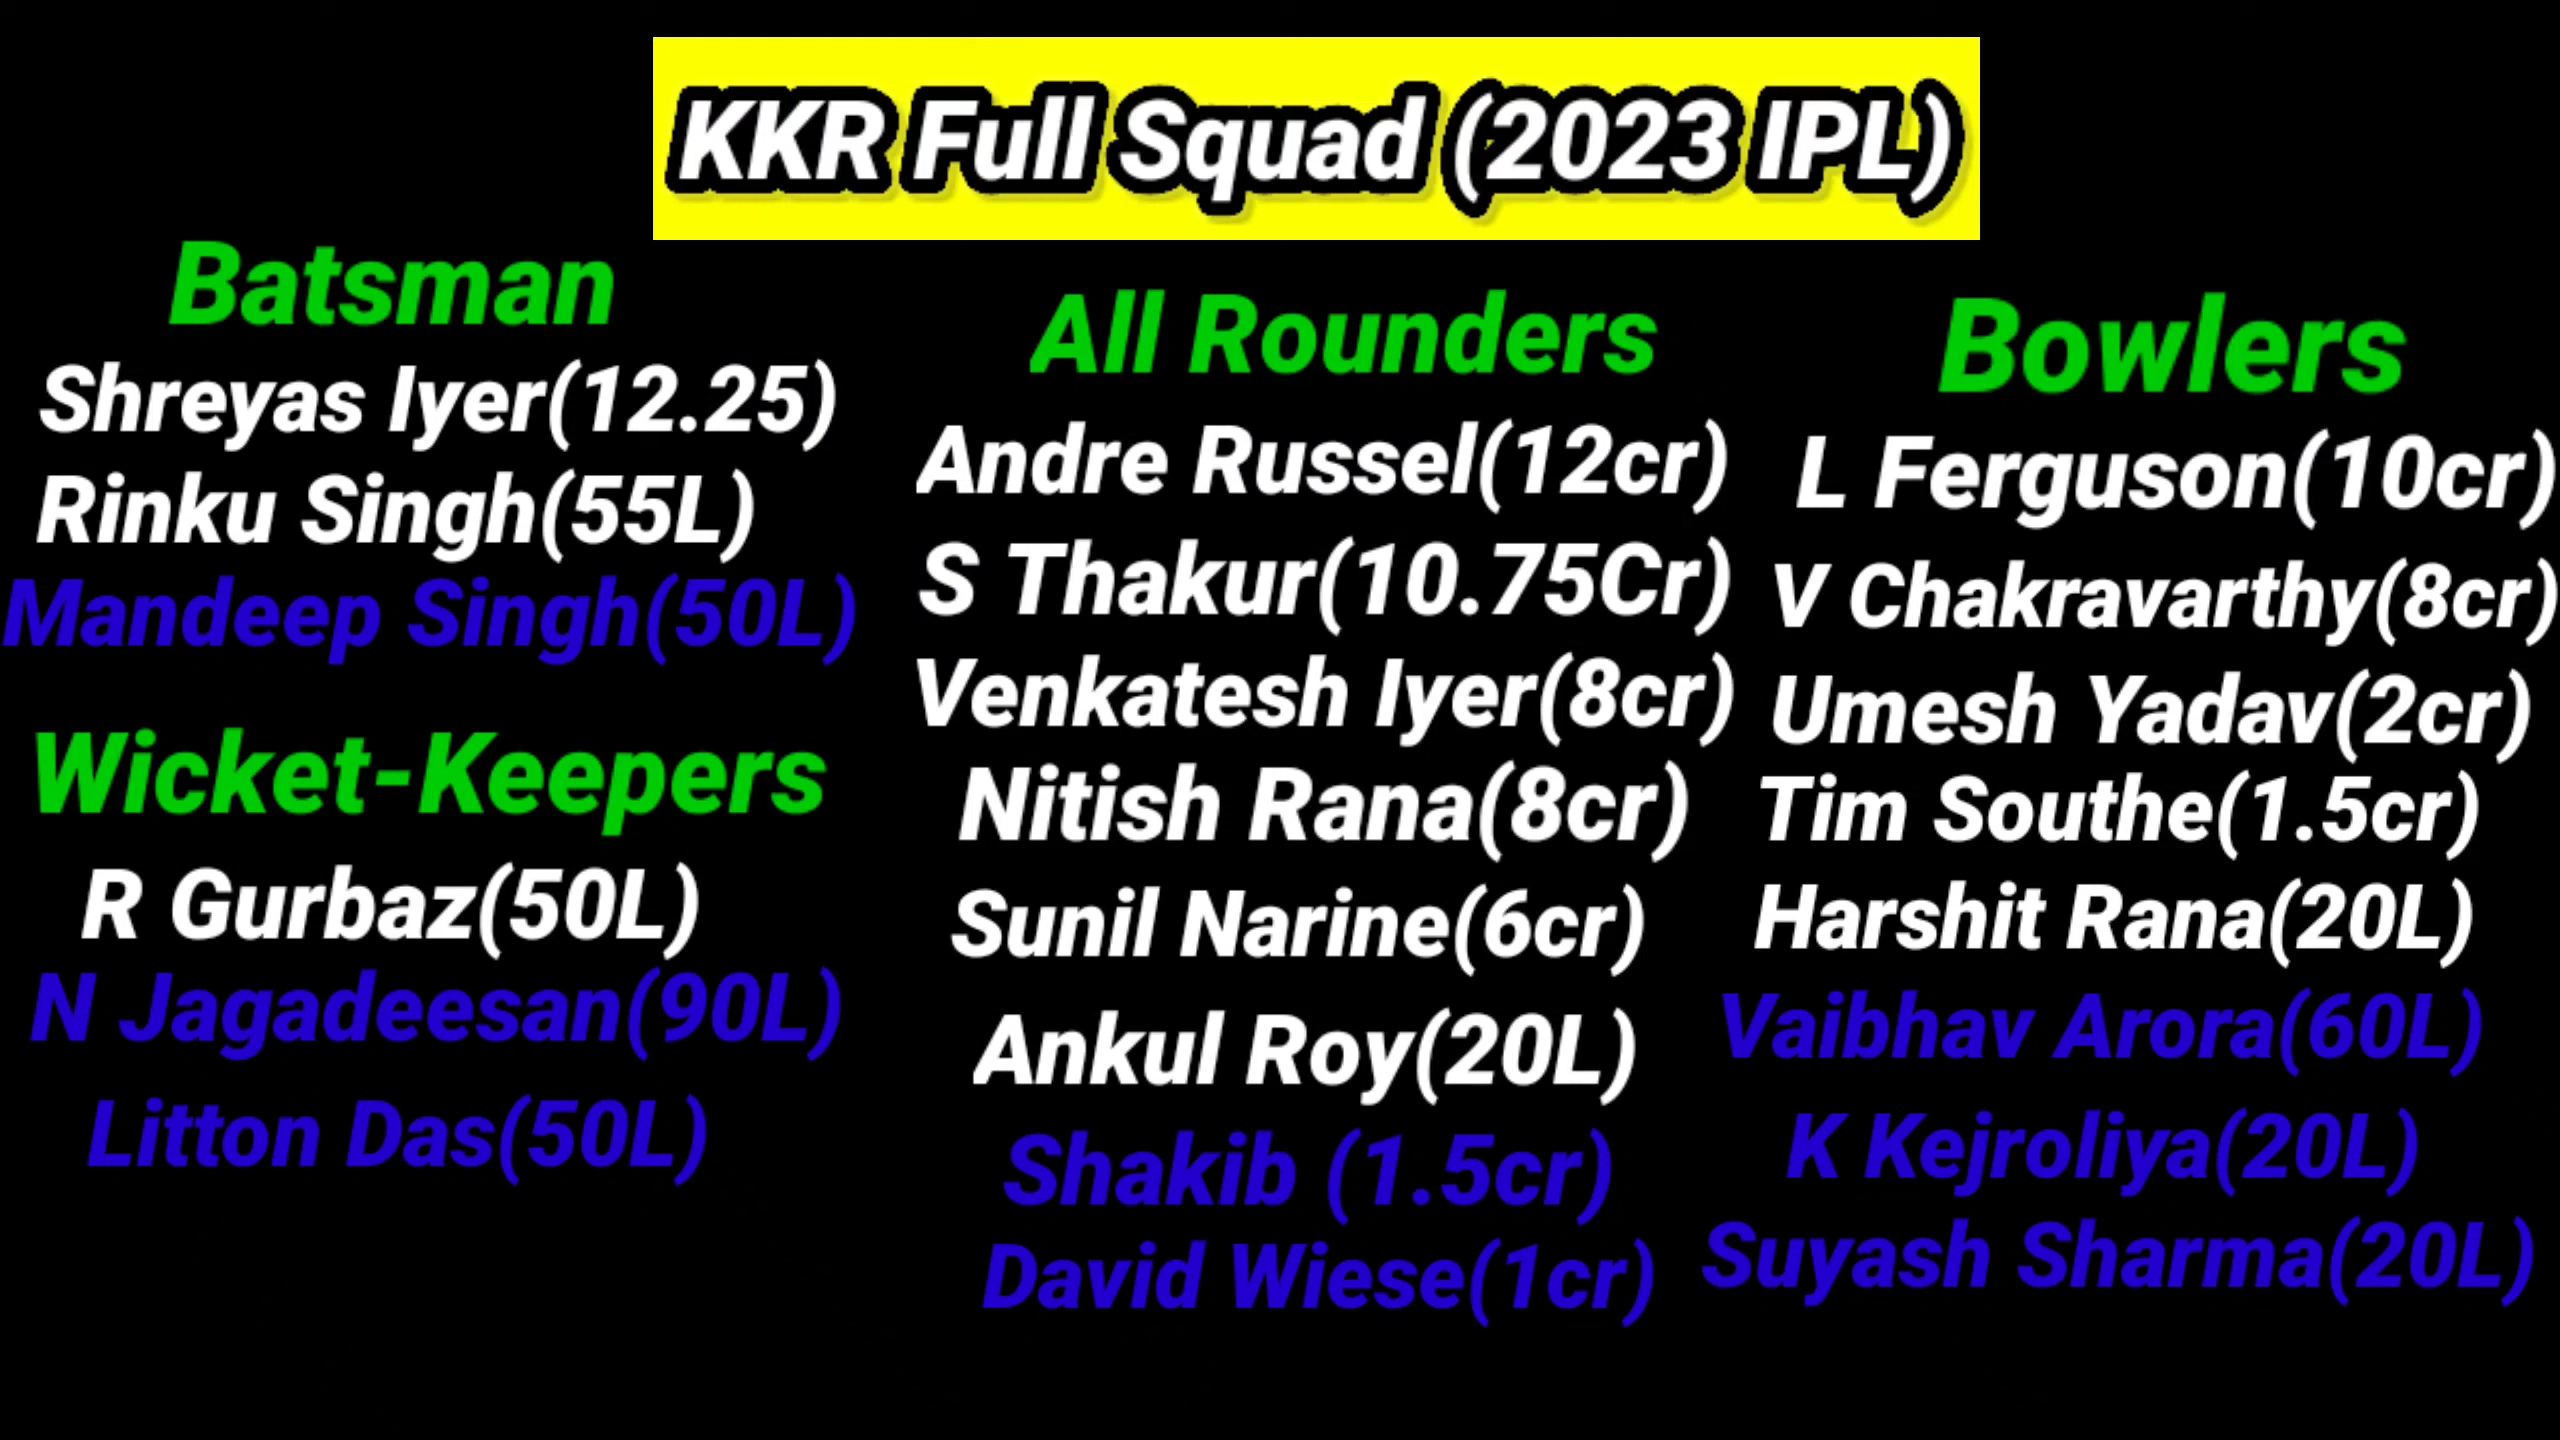 KKR Full Squad (2023 IPL)
Batsman
Shreyas Iyer(12.25)
Rinku Singh(55L)
Mandeep Singh(50L)
Wicket-Keepers
R Gurbaz(50L)
N Jagadeesan(90L)
Litton Das(50L)
All Rounders
Andre Russel(12cr)
S Thakur(10.75Cr)
Venkatesh Iyer(8cr)
Nitish Rana(8cr)
Sunil Narine(6cr)
Ankul Roy(20L)
Shakib (1.5cr)
David Wiese(1cr)
Bowlers
L Ferguson(10cr)
V Chakravarthy(8cr)
Umesh Yadav(2cr)
Tim Southe(1.5cr)
Harshit Rana(20L)
Vaibhav Arora(60L)
K Kejroliya(20L)
Suyash Sharma(20L)